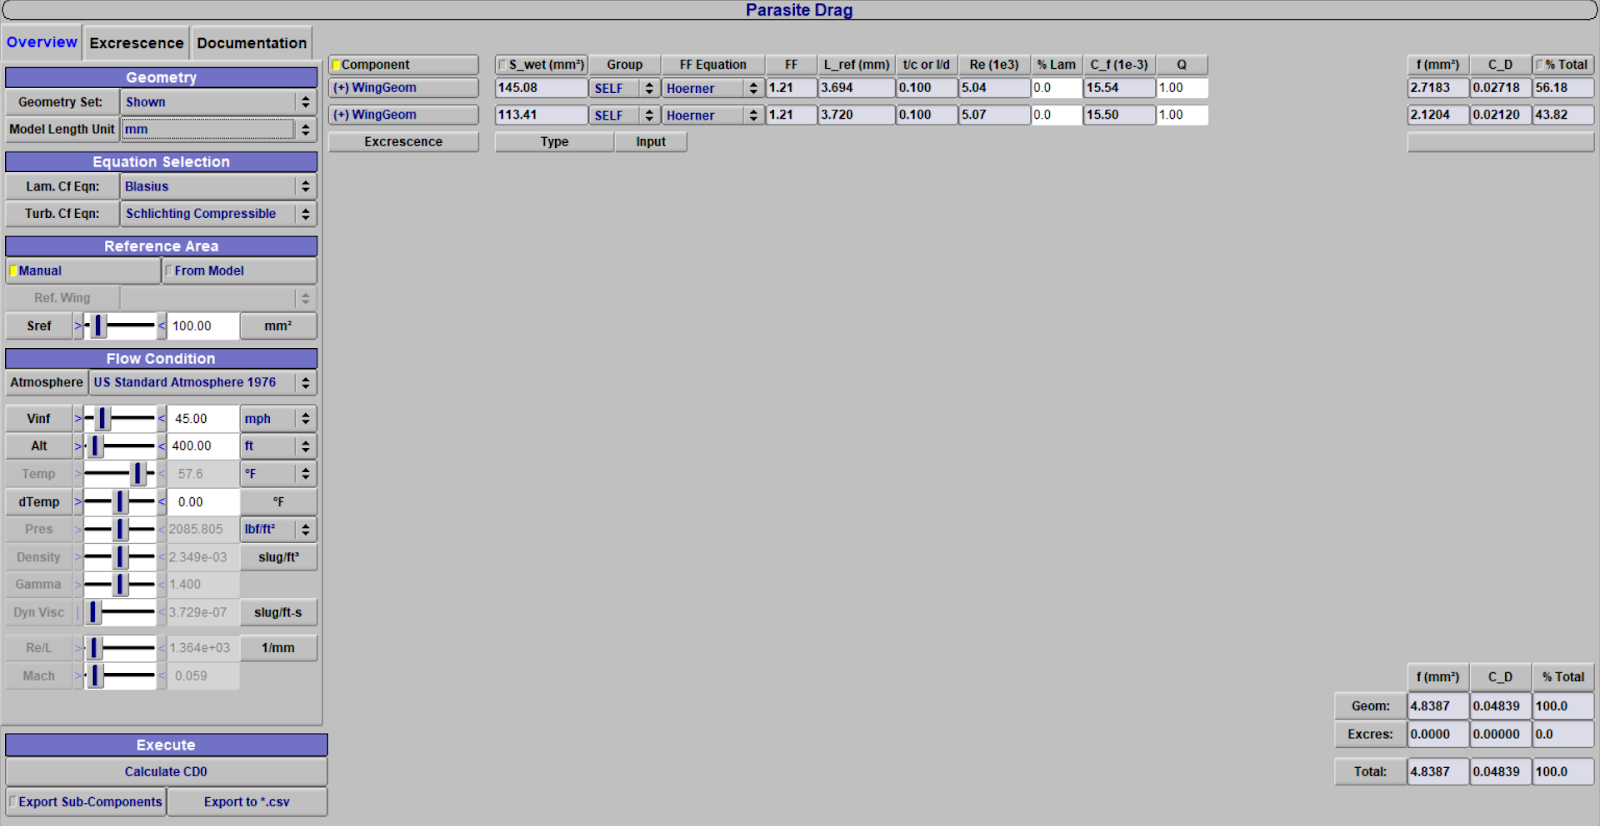 Parasite Drag
Overview Excrescence Documentation
Geometry
Geometry Set: Shown
Model Length Unit mm
Equation Selection
Lam. Cf Eqn: Blasius
Turb. Cf Eqn: Schlichting Compressible
Reference Area
Manual From Model
Ref. Wing
Sref > < 100.00 mm²
Flow Condition
Atmosphere US Standard Atmosphere 1976
Vinf > < 45.00 mph
Alt > < 400.00 ft
Temp > < 57.6 °F
dTemp > < 0.00 °F
Pres > < 2085.805 lbf/ft²
Density > < 2.349e-03 slug/ft³
Gamma > < 1.400
Dyn Visc | < 3.729e-07 slug/ft-s
Re/L > < 1.364e+03 1/mm
Mach > < 0.059
Execute
Calculate CD0
Export Sub-Components Export to *.csv
Component S_wet (mm²) Group FF Equation FF L_ref (mm) t/c or l/d Re (1e3) % Lam C_f (1e-3) Q f (mm²) C_D % Total
(+) WingGeom 145.08 SELF Hoerner 1.21 3.694 0.100 5.04 0.0 15.54 1.00 2.7183 0.02718 56.18
(+) WingGeom 113.41 SELF Hoerner 1.21 3.720 0.100 5.07 0.0 15.50 1.00 2.1204 0.02120 43.82
Excrescence Type Input
f (mm²) C_D % Total
Geom: 4.8387 0.04839 100.0
Excres: 0.0000 0.00000 0.0
Total: 4.8387 0.04839 100.0